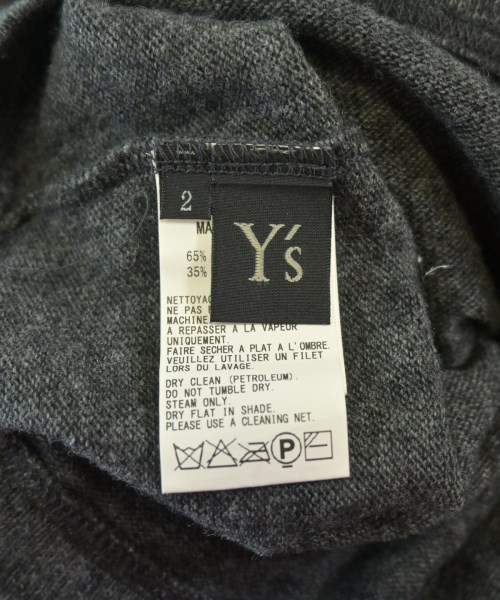 2
Y's
MA
65%
35%
NETTOYAG
NE PAS
MACHINE.
A REPASSER A LA VAPEUR
UNIQUEMENT.
FAIRE SECHER A PLAT A L'OMBRE.
VEUILLEZ UTILISER UN FILET
LORS DU LAVAGE.
DRY CLEAN (PETROLEUM).
DO NOT TUMBLE DRY.
STEAM ONLY.
DRY FLAT IN SHADE.
PLEASE USE A CLEANING NET.
P